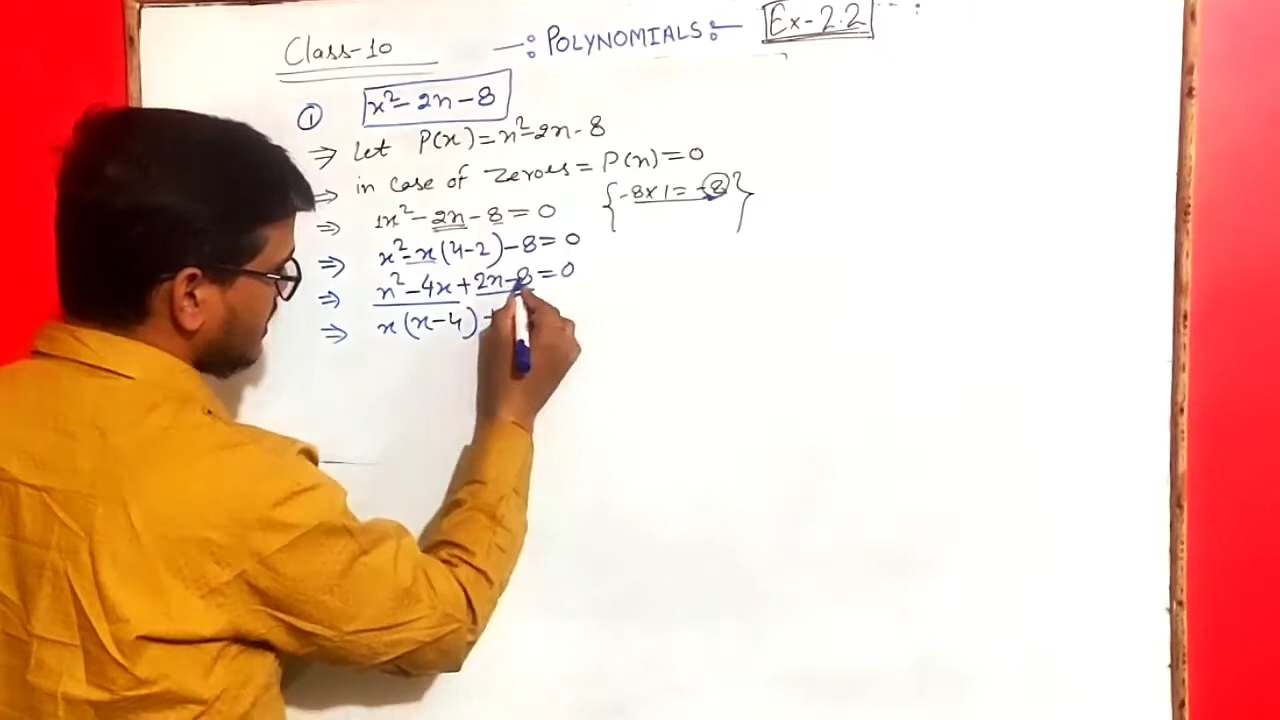 Class-10 —: POLYNOMIALS :— Ex-2.2
① x²-2x-8
⇒ Let P(x)=x²-2x-8
⇒ in case of Zeroes = P(x)=0
⇒ 1x²-2x-8=0 {-8×1=-8}
⇒ x²-x(4-2)-8=0
⇒ x²-4x+2x-8=0
⇒ x(x-4)+